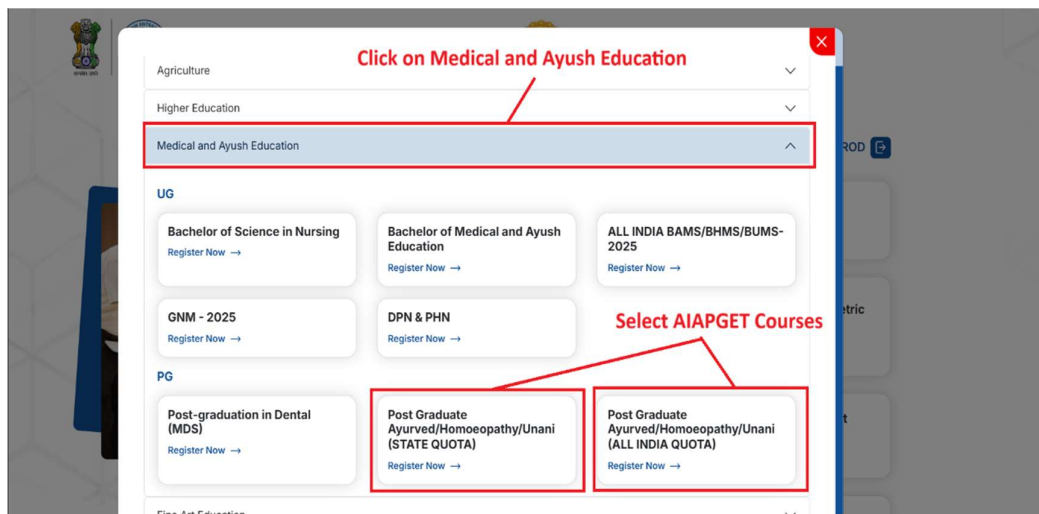 Click on Medical and Ayush Education
Agriculture
Higher Education
Medical and Ayush Education
ROD
UG
Bachelor of Science in Nursing
Register Now →
Bachelor of Medical and Ayush
Education
Register Now →
ALL INDIA BAMS/BHMS/BUMS-
2025
Register Now →
GNM - 2025
Register Now →
DPN & PHN
Register Now →
Select AIAPGET Courses
etric
PG
Post-graduation in Dental
(MDS)
Register Now →
Post Graduate
Ayurved/Homoeopathy/Unani
(STATE QUOTA)
Register Now →
Post Graduate
Ayurved/Homoeopathy/Unani
(ALL INDIA QUOTA)
Register Now →
t
Fine Art Education